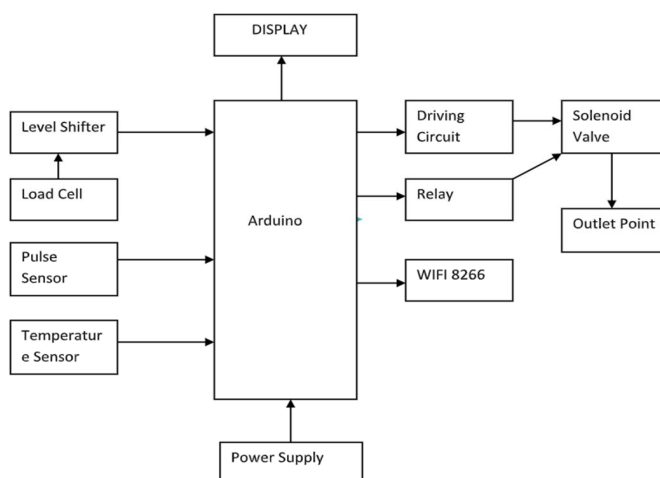 DISPLAY
Level Shifter
Load Cell
Pulse
Sensor
Temperatur
e Sensor
Arduino
Driving
Circuit
Relay
WIFI 8266
Solenoid
Valve
Outlet Point
Power Supply